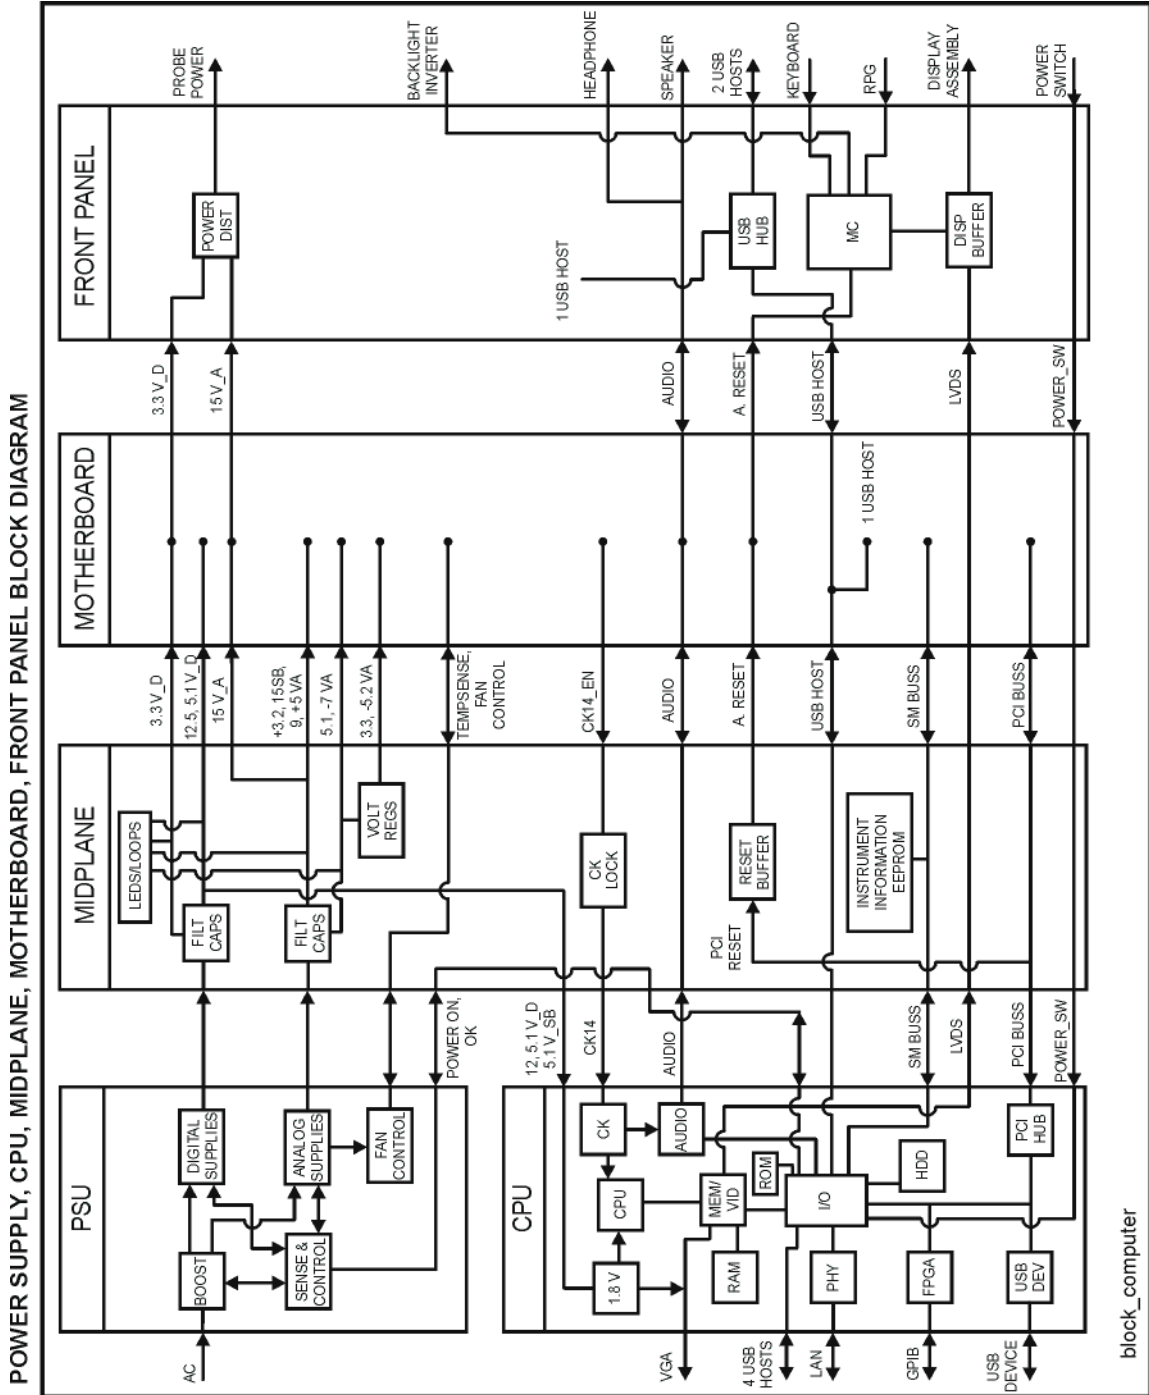 POWER SUPPLY, CPU, MIDPLANE, MOTHERBOARD, FRONT PANEL BLOCK DIAGRAM
PSU
AC
BOOST
SENSE &
CONTROL
DIGITAL
SUPPLIES
ANALOG
SUPPLIES
FAN
CONTROL
POWER ON,
OK
MIDPLANE
LEDS/LOOPS
FILT
CAPS
FILT
CAPS
VOLT
REGS
CK
LOCK
PCI
RESET
RESET
BUFFER
INSTRUMENT
INFORMATION
EEPROM
3.3 V_D
12.5, 5.1 V_D
15 V_A
+3.2, 15SB,
9, +5 VA
5.1, -7 VA
3.3, -5.2 VA
TEMPSENSE,
FAN
CONTROL
CK14_EN
AUDIO
A. RESET
USB HOST
SM BUSS
PCI BUSS
MOTHERBOARD
1 USB HOST
3.3 V_D
15 V_A
AUDIO
A. RESET
USB HOST
LVDS
POWER_SW
FRONT PANEL
POWER
DIST
1 USB HOST
USB
HUB
MC
DISP
BUFFER
PROBE
POWER
BACKLIGHT
INVERTER
HEADPHONE
SPEAKER
2 USB
HOSTS
KEYBOARD
RPG
DISPLAY
ASSEMBLY
POWER
SWITCH
CPU
12, 5.1 V_D
5.1 V_SB
CK14
AUDIO
SM BUSS
LVDS
PCI BUSS
POWER_SW
1.8 V
CPU
CK
AUDIO
MEM/
VID
RAM
ROM
I/O
PHY
HDD
FPGA
PCI
HUB
USB
DEV
VGA
4 USB
HOSTS
LAN
GPIB
USB
DEVICE
block_computer